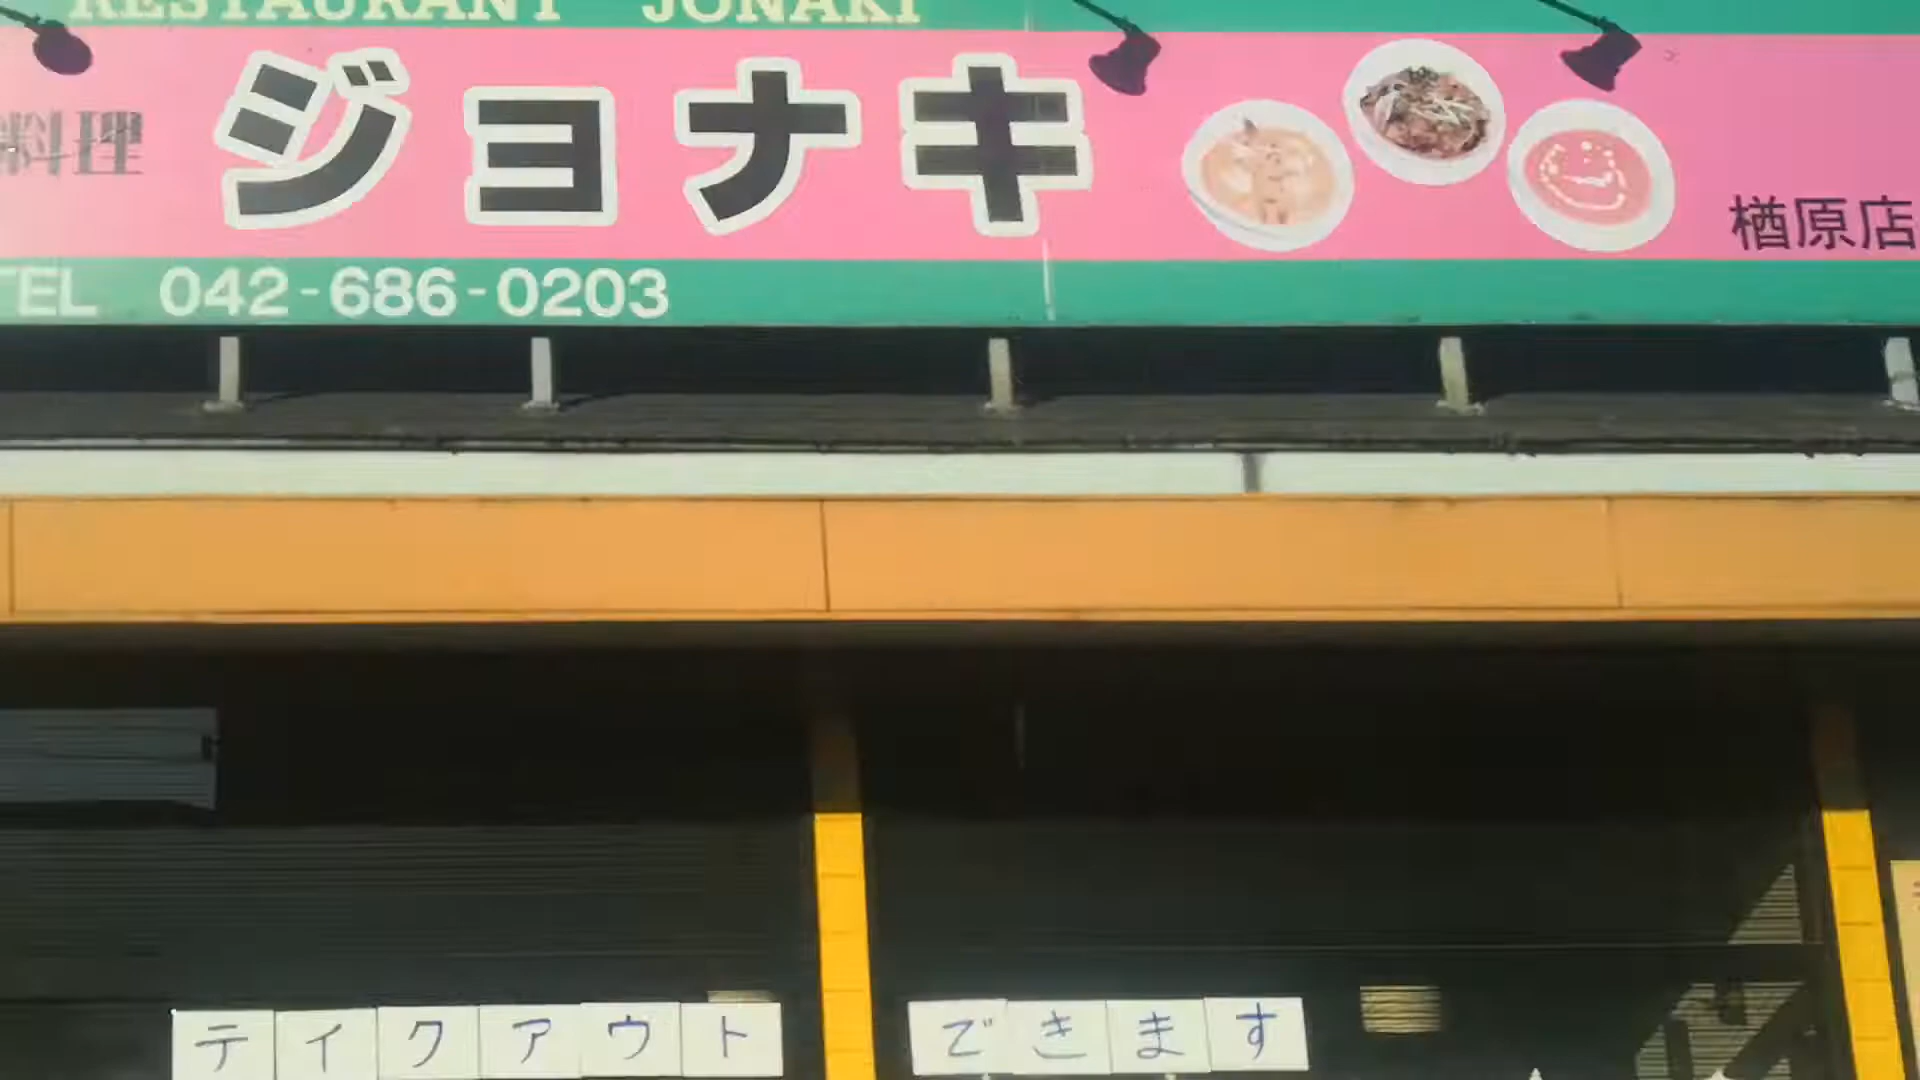 RESTAURANT JONAKI
料理 ジョナキ
楢原店
TEL 042-686-0203
テイクアウト できます